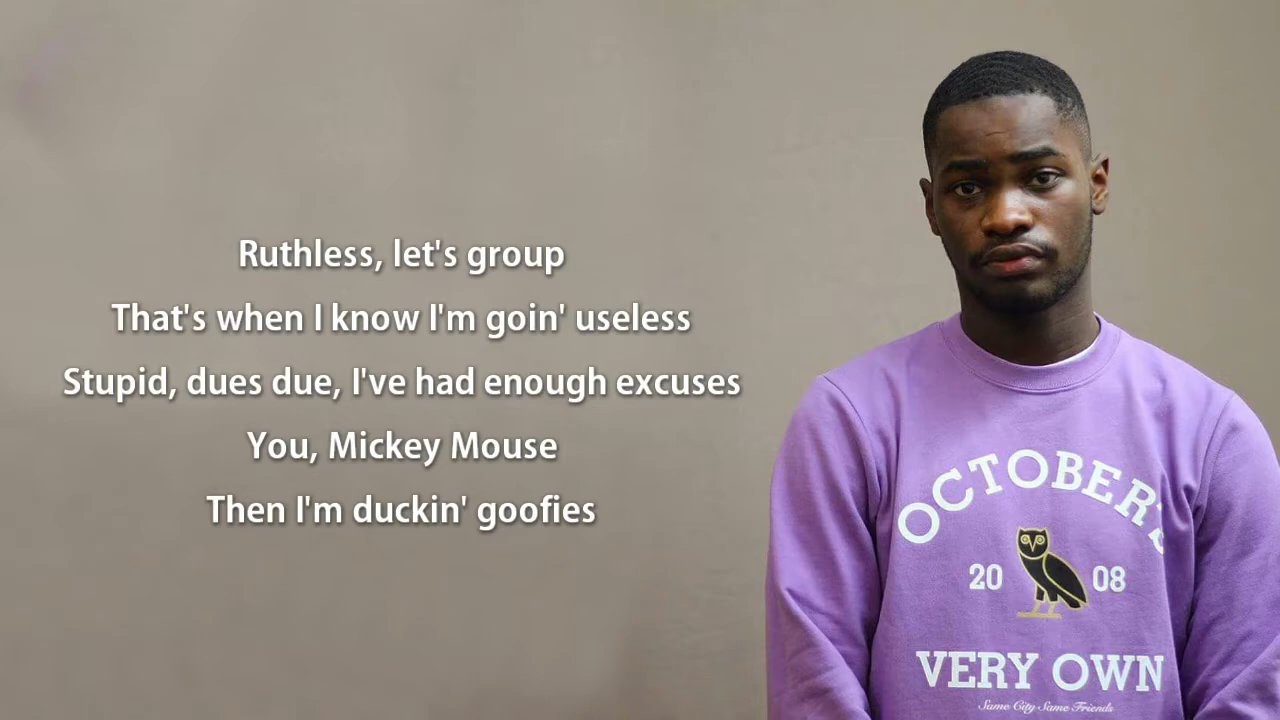 Ruthless, let's group
That's when I know I'm goin' useless
Stupid, dues due, I've had enough excuses
You, Mickey Mouse
Then I'm duckin' goofies
OCTOBER'S
20 08
VERY OWN
Same City Same Friends